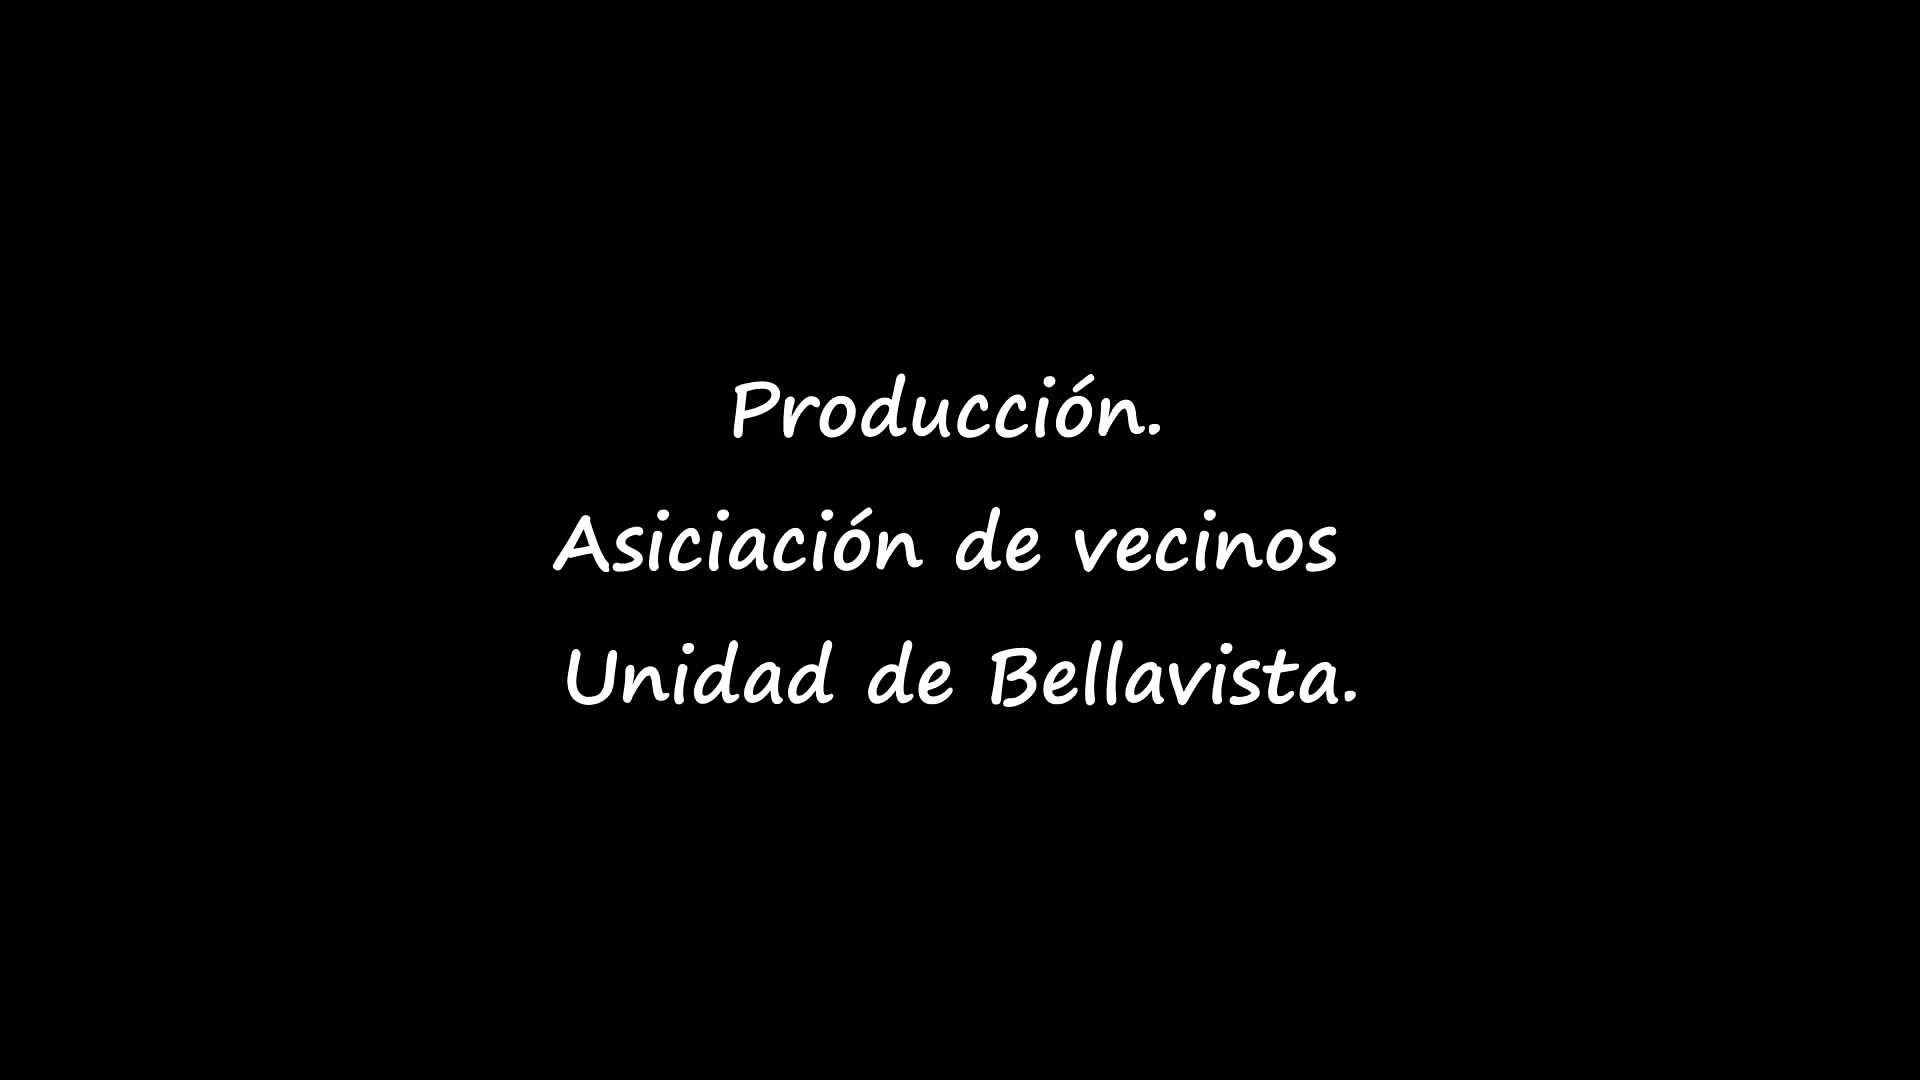 Producción.
Asiciación de vecinos
Unidad de Bellavista.